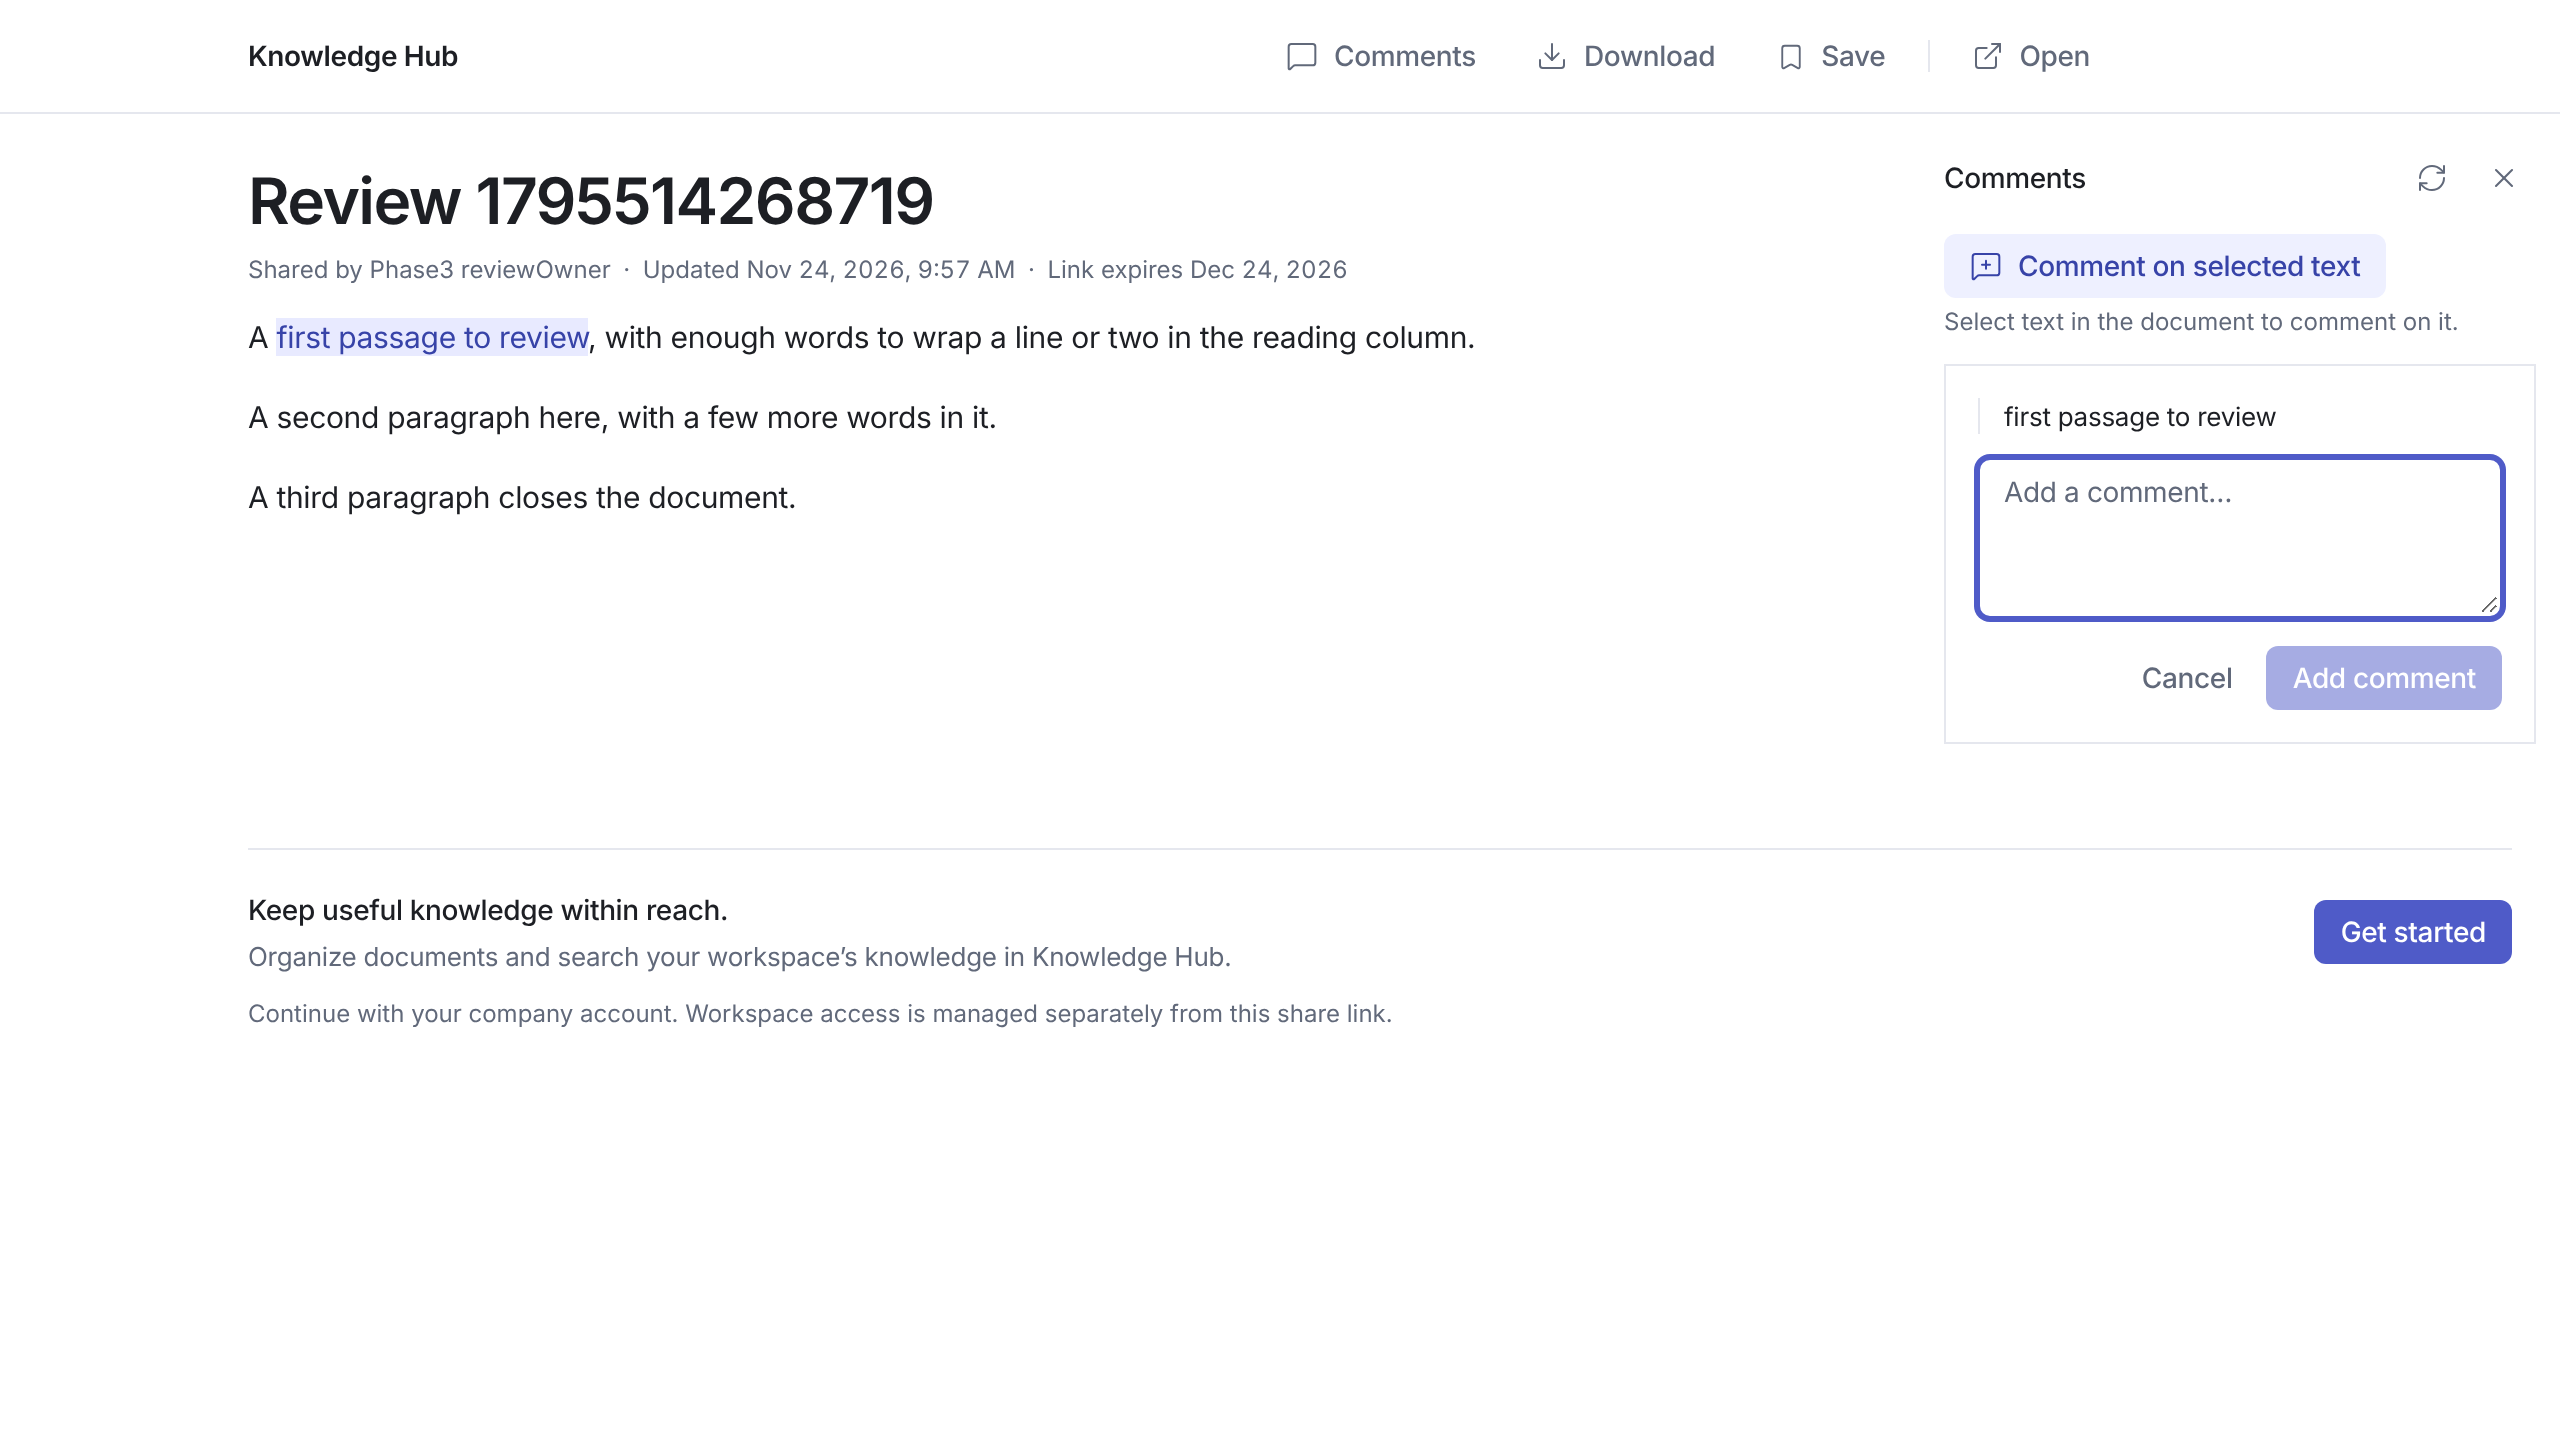 Knowledge Hub
Comments
Download
Save
Open
Review 1795514268719
Shared by Phase3 reviewOwner · Updated Nov 24, 2026, 9:57 AM · Link expires Dec 24, 2026
A first passage to review, with enough words to wrap a line or two in the reading column.
A second paragraph here, with a few more words in it.
A third paragraph closes the document.
Comments
Comment on selected text
Select text in the document to comment on it.
first passage to review
Add a comment...
Cancel
Add comment
Keep useful knowledge within reach.
Organize documents and search your workspace’s knowledge in Knowledge Hub.
Continue with your company account. Workspace access is managed separately from this share link.
Get started